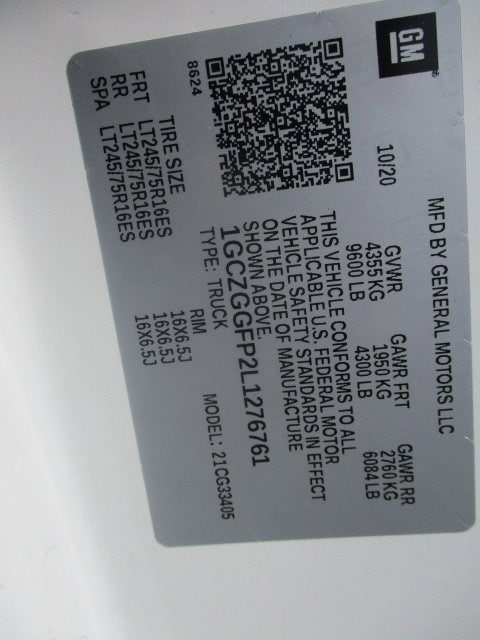 GM
MFD BY GENERAL MOTORS LLC
10/20
GVWR GAWR FRT GAWR RR
4355 KG 1950 KG 2760 KG
9600 LB 4300 LB 6084 LB
THIS VEHICLE CONFORMS TO ALL
APPLICABLE U.S. FEDERAL MOTOR
VEHICLE SAFETY STANDARDS IN EFFECT
ON THE DATE OF MANUFACTURE
SHOWN ABOVE.
1GCZGGFP2L1276761
TYPE: TRUCK MODEL: 21CG33405
8624
TIRE SIZE RIM
FRT LT245/75R16ES 16X6.5J
RR LT245/75R16ES 16X6.5J
SPA LT245/75R16ES 16X6.5J